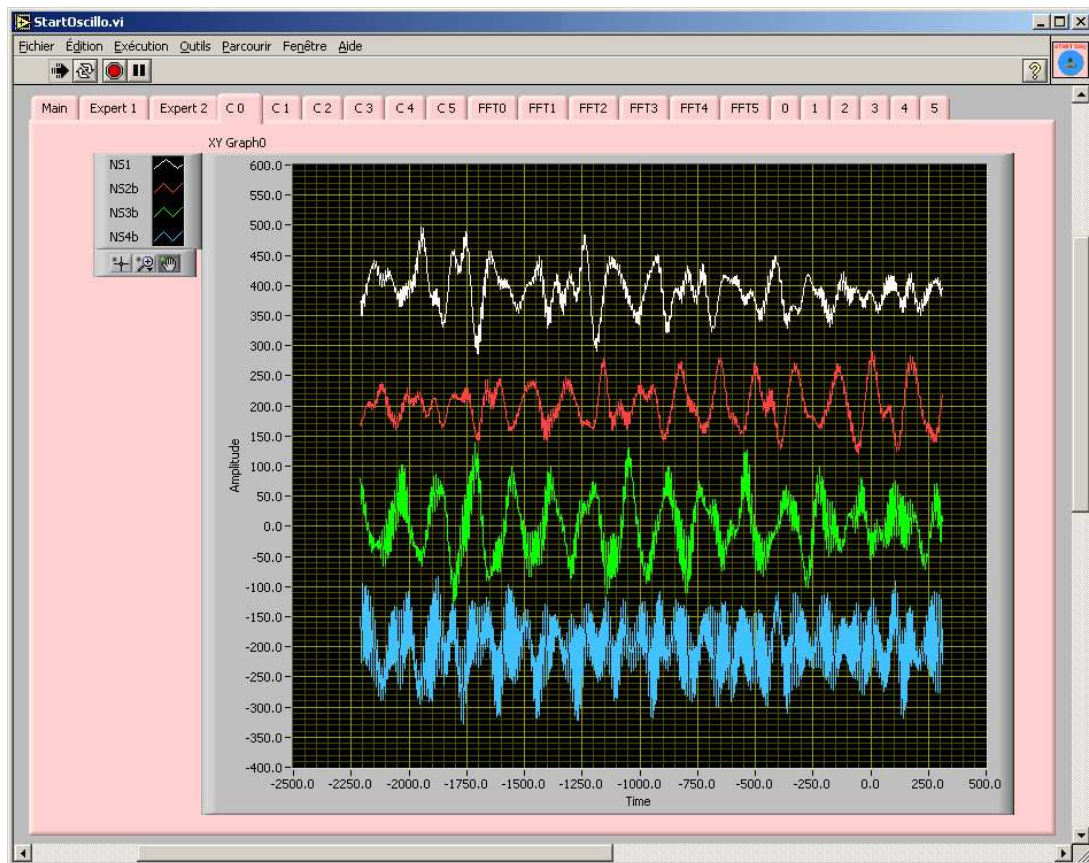 StartOscillo.vi
Fichier Édition Exécution Outils Parcourir Fenêtre Aide
START DAQ
?
Main Expert 1 Expert 2 C 0 C 1 C 2 C 3 C 4 C 5 FFT0 FFT1 FFT2 FFT3 FFT4 FFT5 0 1 2 3 4 5
XY Graph0
NS1
NS2b
NS3b
NS4b
Amplitude
600.0
550.0
500.0
450.0
400.0
350.0
300.0
250.0
200.0
150.0
100.0
50.0
0.0
-50.0
-100.0
-150.0
-200.0
-250.0
-300.0
-350.0
-400.0
-2500.0 -2250.0 -2000.0 -1750.0 -1500.0 -1250.0 -1000.0 -750.0 -500.0 -250.0 0.0 250.0 500.0
Time